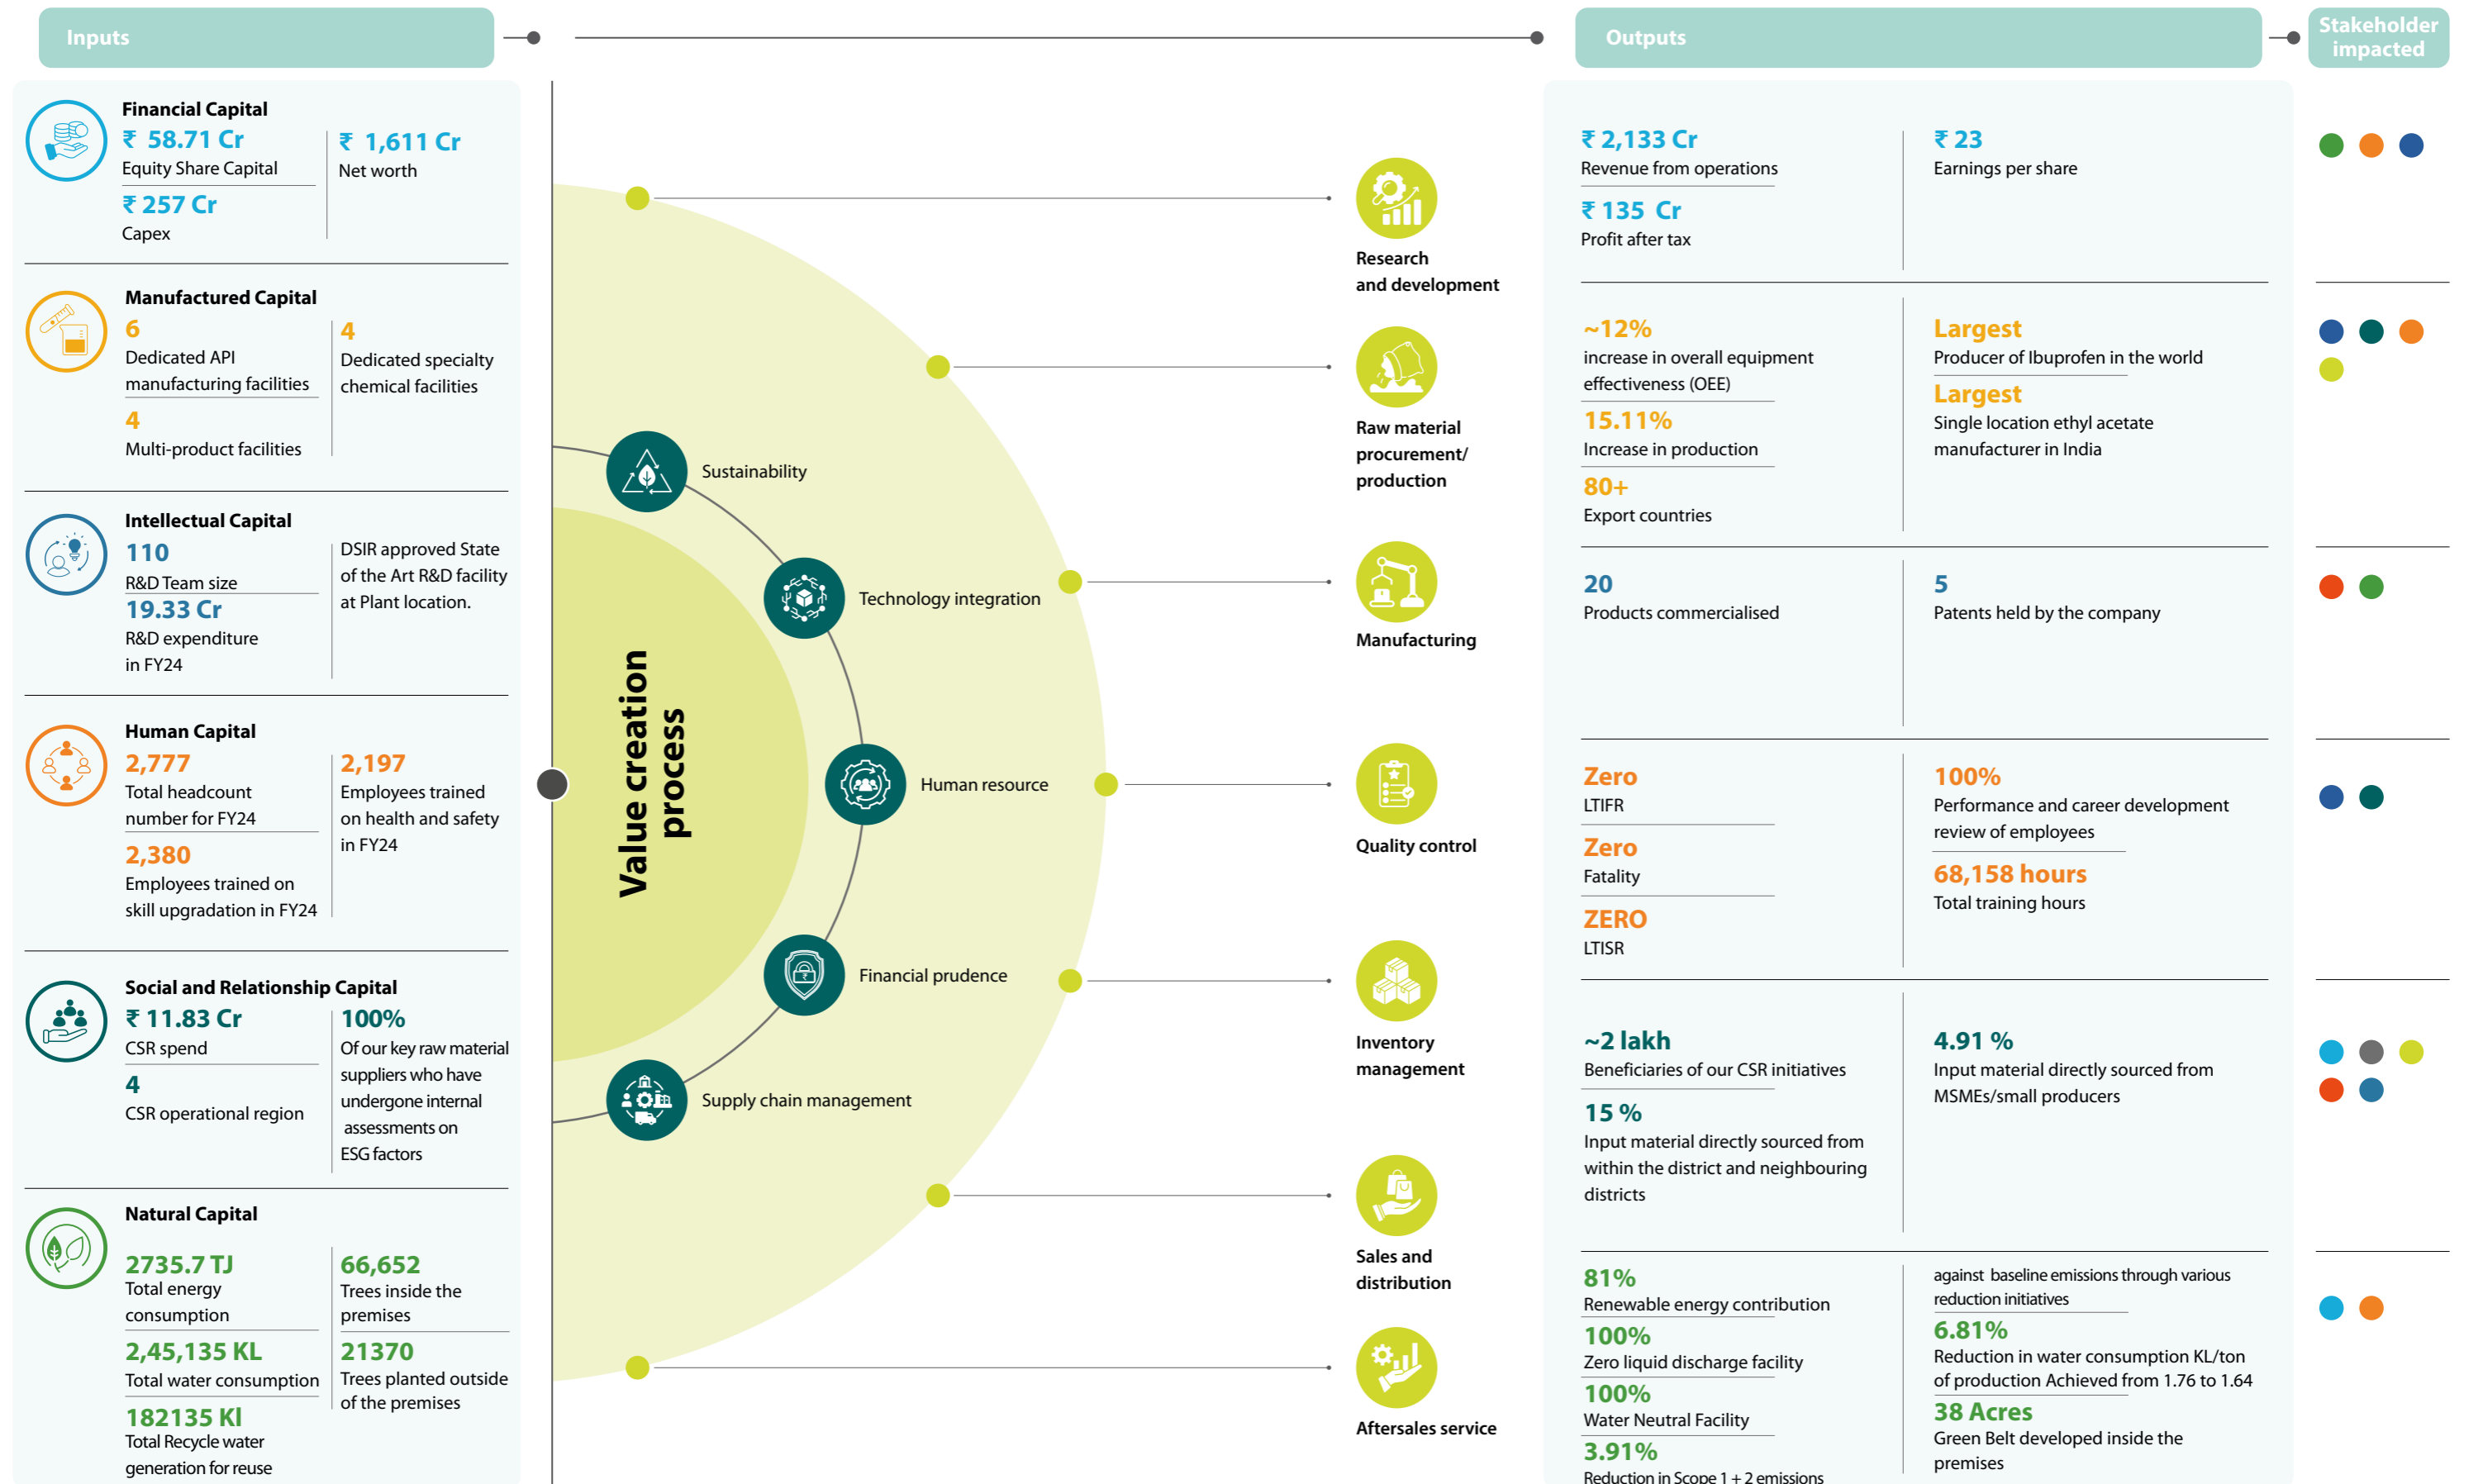 Inputs
Outputs
Stakeholder
impacted
Financial Capital
₹ 58.71 Cr
Equity Share Capital
₹ 257 Cr
Capex
₹ 1,611 Cr
Net worth
Manufactured Capital
6
Dedicated API
manufacturing facilities
4
Multi-product facilities
4
Dedicated specialty
chemical facilities
Intellectual Capital
110
R&D Team size
19.33 Cr
R&D expenditure
in FY24
DSIR approved State
of the Art R&D facility
at Plant location.
Human Capital
2,777
Total headcount
number for FY24
2,380
Employees trained on
skill upgradation in FY24
2,197
Employees trained
on health and safety
in FY24
Social and Relationship Capital
₹ 11.83 Cr
CSR spend
4
CSR operational region
100%
Of our key raw material
suppliers who have
undergone internal
assessments on
ESG factors
Natural Capital
2735.7 TJ
Total energy
consumption
2,45,135 KL
Total water consumption
182135 Kl
Total Recycle water
generation for reuse
66,652
Trees inside the
premises
21370
Trees planted outside
of the premises
Value creation
process
Sustainability
Technology integration
Human resource
Financial prudence
Supply chain management
Research
and development
Raw material
procurement/
production
Manufacturing
Quality control
Inventory
management
Sales and
distribution
Aftersales service
₹ 2,133 Cr
Revenue from operations
₹ 135 Cr
Profit after tax
₹ 23
Earnings per share
~12%
increase in overall equipment
effectiveness (OEE)
15.11%
Increase in production
80+
Export countries
Largest
Producer of Ibuprofen in the world
Largest
Single location ethyl acetate
manufacturer in India
20
Products commercialised
5
Patents held by the company
Zero
LTIFR
Zero
Fatality
ZERO
LTISR
100%
Performance and career development
review of employees
68,158 hours
Total training hours
~2 lakh
Beneficiaries of our CSR initiatives
15 %
Input material directly sourced from
within the district and neighbouring
districts
4.91 %
Input material directly sourced from
MSMEs/small producers
81%
Renewable energy contribution
100%
Zero liquid discharge facility
100%
Water Neutral Facility
3.91%
Reduction in Scope 1 + 2 emissions
against baseline emissions through various
reduction initiatives
6.81%
Reduction in water consumption KL/ton
of production Achieved from 1.76 to 1.64
38 Acres
Green Belt developed inside the
premises